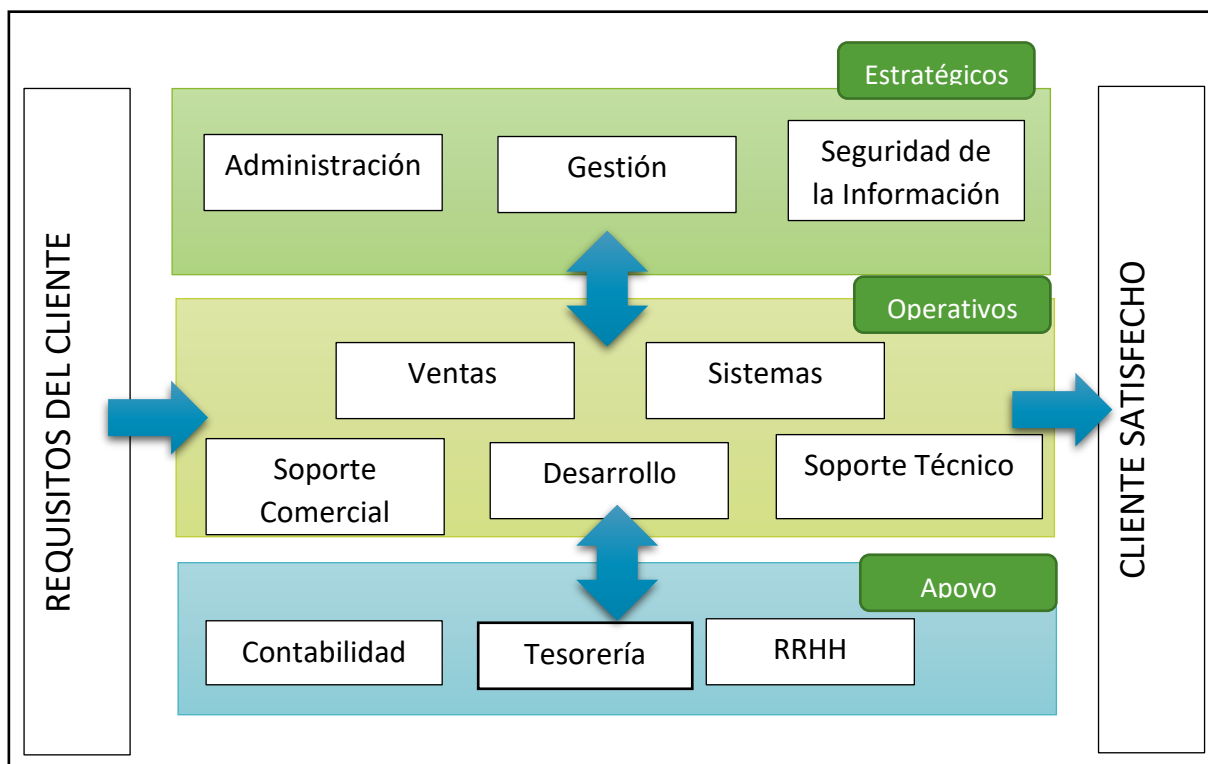 Estratégicos
Administración
Gestión
Seguridad de
la Información
REQUISITOS DEL CLIENTE
Operativos
Ventas
Sistemas
Soporte
Comercial
Desarrollo
Soporte Técnico
CLIENTE SATISFECHO
Apoyo
Contabilidad
Tesorería
RRHH